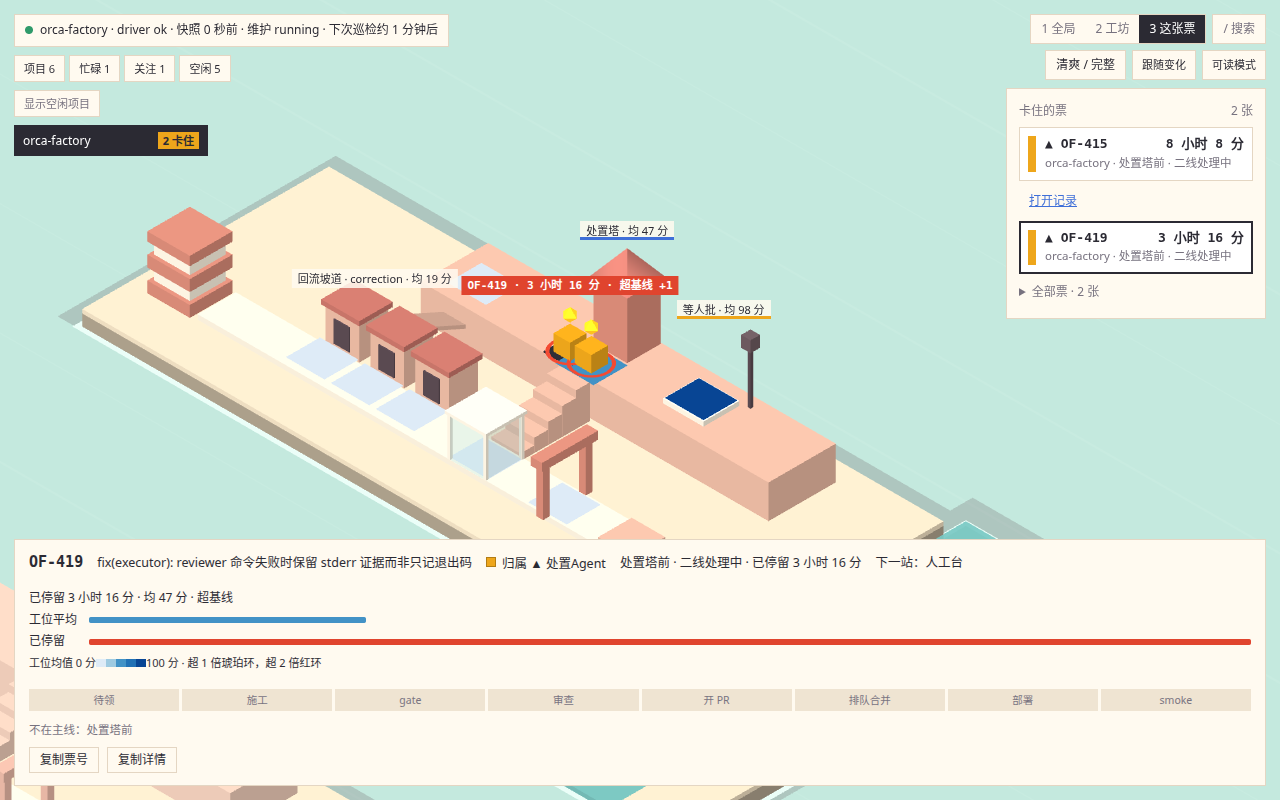 orca-factory · driver ok · 快照 0 秒前 · 维护 running · 下次巡检约 1 分钟后
项目 6
忙碌 1
关注 1
空闲 5
显示空闲项目
orca-factory 2 卡住
1 全局
2 工坊
3 这张票
/ 搜索
清爽 / 完整
跟随变化
可读模式
卡住的票 2 张
▲ OF-415 8 小时 8 分
orca-factory · 处置塔前 · 二线处理中
打开记录
▲ OF-419 3 小时 16 分
orca-factory · 处置塔前 · 二线处理中
▶ 全部票 · 2 张
处置塔 · 均 47 分
回流坡道 · correction · 均 19 分
OF-419 · 3 小时 16 分 · 超基线 +1
等人批 · 均 98 分
OF-419 fix(executor): reviewer 命令失败时保留 stderr 证据而非只记退出码 归属 ▲ 处置Agent 处置塔前 · 二线处理中 · 已停留 3 小时 16 分 下一站：人工台
已停留 3 小时 16 分 · 均 47 分 · 超基线
工位平均
已停留
工位均值 0 分 100 分 · 超 1 倍琥珀环，超 2 倍红环
待领
施工
gate
审查
开 PR
排队合并
部署
smoke
不在主线：处置塔前
复制票号
复制详情